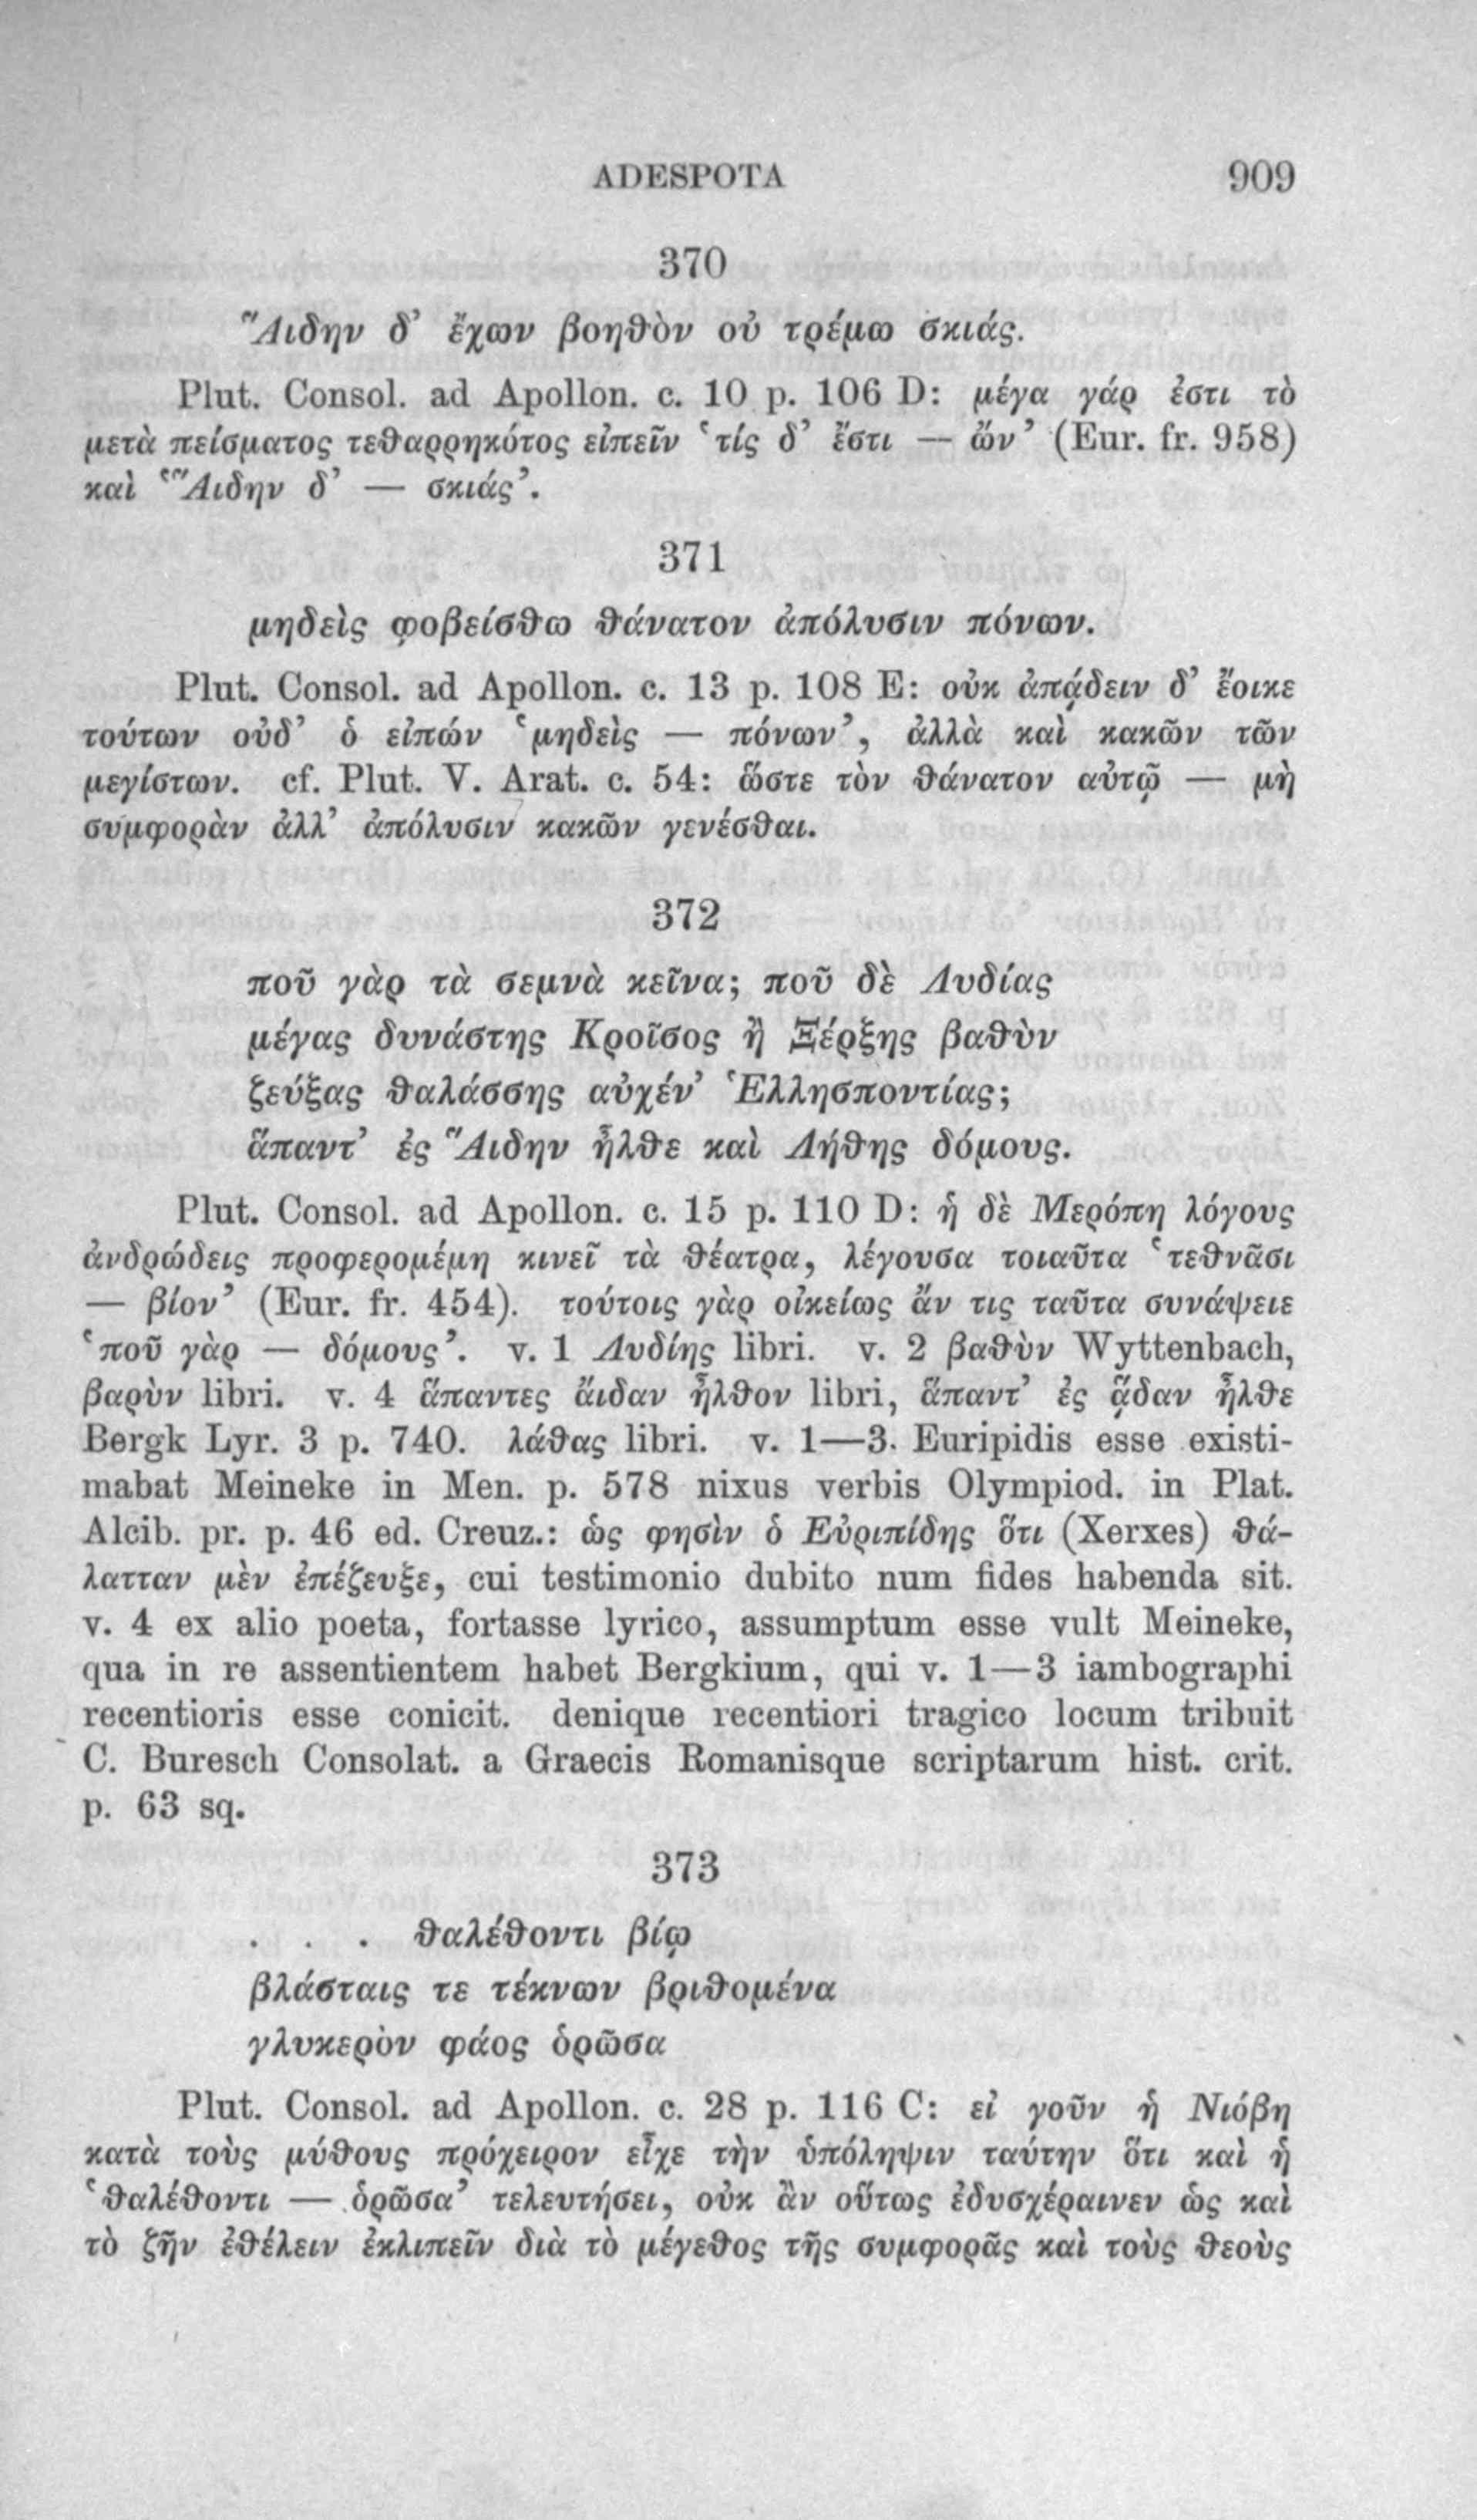 ADESPOTA 909
370
Ἅιδην δ’ ἔχων βοηθὸν οὐ τρέμω σκιάς.
Plut. Consol. ad Apollon. c. 10 p. 106 D: μέγα γάρ ἐστι τὸ
μετὰ πείσματος τεθαρρηκότος εἰπεῖν ‘τίς δ’ ἔστι — ὤν’ (Eur. fr. 958)
καὶ ‘Ἅιδην δ’ — σκιάς’.
371
μηδεὶς φοβείσθω θάνατον ἀπόλυσιν πόνων.
Plut. Consol. ad Apollon. c. 13 p. 108 E: οὐκ ἀπᾴδειν δ’ ἔοικε
τούτων οὐδ’ ὁ εἰπών ‘μηδεὶς — πόνων’, ἀλλὰ καὶ κακῶν τῶν
μεγίστων. cf. Plut. V. Arat. c. 54: ὥστε τὸν θάνατον αὐτῷ — μὴ
συμφορὰν ἀλλ’ ἀπόλυσιν κακῶν γενέσθαι.
372
ποῦ γὰρ τὰ σεμνὰ κεῖνα; ποῦ δὲ Λυδίας
μέγας δυνάστης Κροῖσος ἢ Ξέρξης βαθὺν
ζεύξας θαλάσσης αὐχέν’ Ἑλλησποντίας;
ἅπαντ’ ἐς Ἅιδην ἦλθε καὶ Λήθης δόμους.
Plut. Consol. ad Apollon. c. 15 p. 110 D: ἡ δὲ Μερόπη λόγους
ἀνδρώδεις προφερομέμη κινεῖ τὰ θέατρα, λέγουσα τοιαῦτα ‘τεθνᾶσι
— βίον’ (Eur. fr. 454). τούτοις γὰρ οἰκείως ἄν τις ταῦτα συνάψειε
‘ποῦ γὰρ — δόμους’. v. 1 Λυδίης libri. v. 2 βαθὺν Wyttenbach,
βαρὺν libri. v. 4 ἅπαντες ἄιδαν ἦλθον libri, ἅπαντ’ ἐς ᾅδαν ἦλθε
Bergk Lyr. 3 p. 740. λάθας libri. v. 1—3. Euripidis esse existi-
mabat Meineke in Men. p. 578 nixus verbis Olympiod. in Plat.
Alcib. pr. p. 46 ed. Creuz.: ὥς φησὶν ὁ Εὐριπίδης ὅτι (Xerxes) θά-
λατταν μὲν ἐπέζευξε, cui testimonio dubito num fides habenda sit.
v. 4 ex alio poeta, fortasse lyrico, assumptum esse vult Meineke,
qua in re assentientem habet Bergkium, qui v. 1—3 iambographi
recentioris esse conicit. denique recentiori tragico locum tribuit
C. Buresch Consolat. a Graecis Romanisque scriptarum hist. crit.
p. 63 sq.
373
. . . θαλέθοντι βίῳ
βλάσταις τε τέκνων βριθομένα
γλυκερὸν φάος ὁρῶσα
Plut. Consol. ad Apollon. c. 28 p. 116 C: εἰ γοῦν ἡ Νιόβη
κατὰ τοὺς μύθους πρόχειρον εἶχε τὴν ὑπόληψιν ταύτην ὅτι καὶ ἡ
‘θαλέθοντι — ὁρῶσα’ τελευτήσει, οὐκ ἂν οὕτως ἐδυσχέραινεν ὡς καὶ
τὸ ζῆν ἐθέλειν ἐκλιπεῖν διὰ τὸ μέγεθος τῆς συμφορᾶς καὶ τοὺς θεοὺς